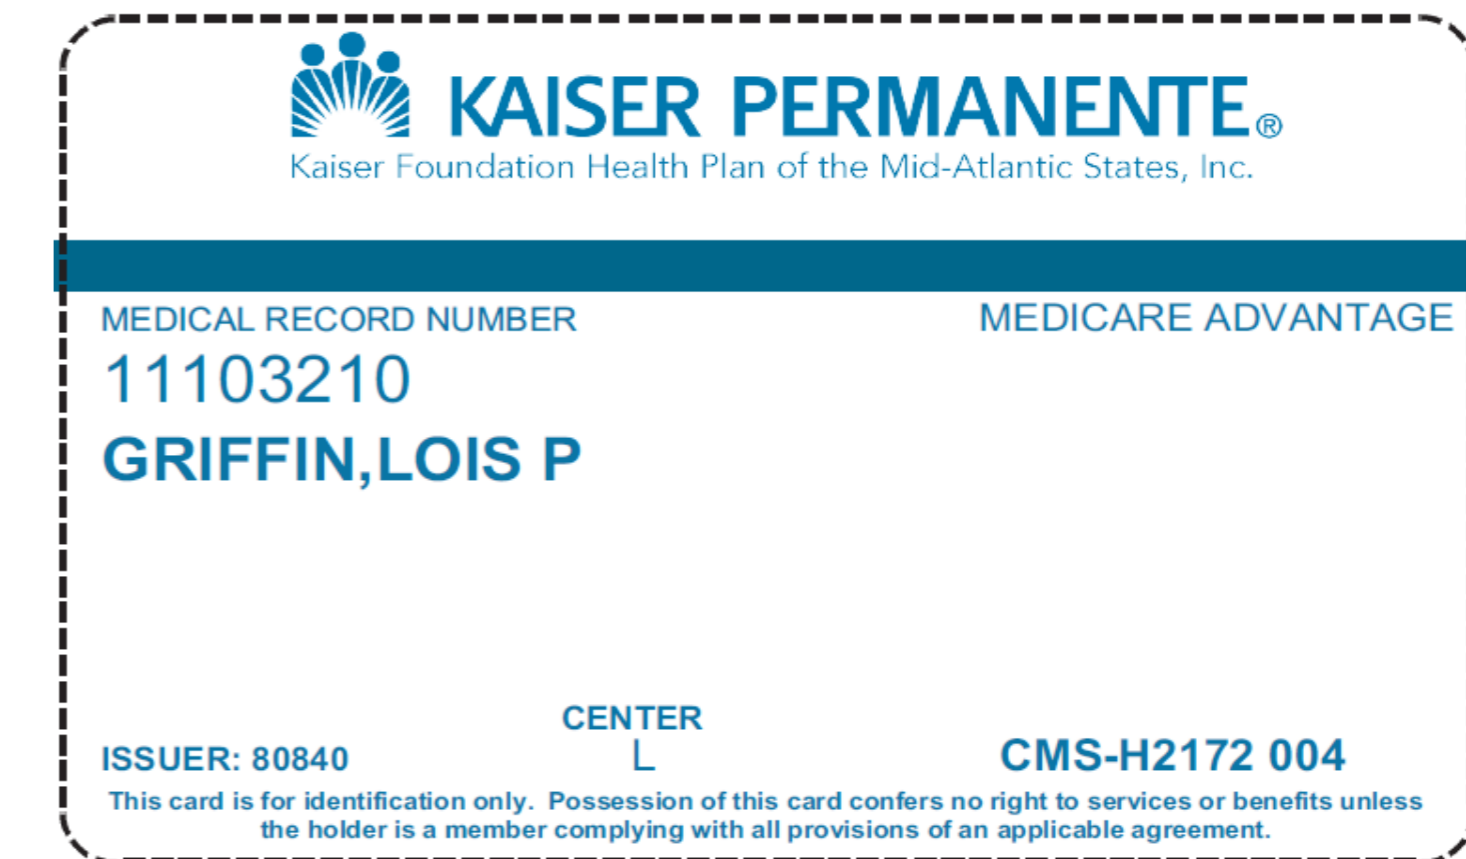 KAISER PERMANENTE®
Kaiser Foundation Health Plan of the Mid-Atlantic States, Inc.
MEDICAL RECORD NUMBER
MEDICARE ADVANTAGE
11103210
GRIFFIN,LOIS P
CENTER
L
ISSUER: 80840
CMS-H2172 004
This card is for identification only.  Possession of this card confers no right to services or benefits unless
the holder is a member complying with all provisions of an applicable agreement.